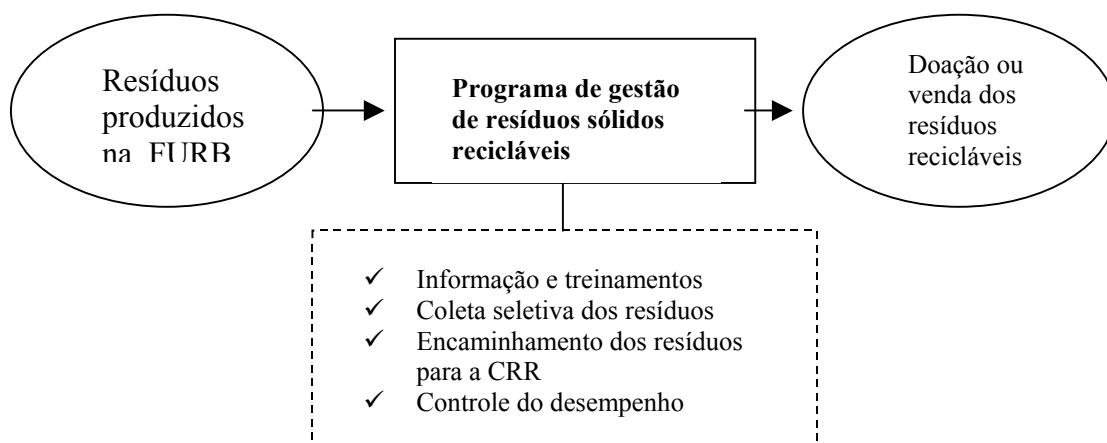 Resíduos
produzidos
na FURB
Programa de gestão
de resíduos sólidos
recicláveis
Doação ou
venda dos
resíduos
recicláveis
✓ Informação e treinamentos
✓ Coleta seletiva dos resíduos
✓ Encaminhamento dos resíduos
para a CRR
✓ Controle do desempenho